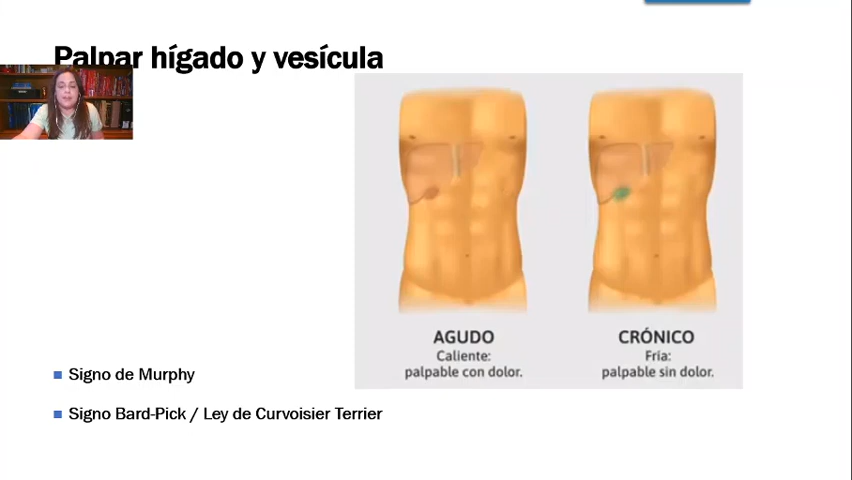 Palpar hígado y vesícula
AGUDO
Caliente:
palpable con dolor.
CRÓNICO
Fría:
palpable sin dolor.
Signo de Murphy
Signo Bard-Pick / Ley de Curvoisier Terrier